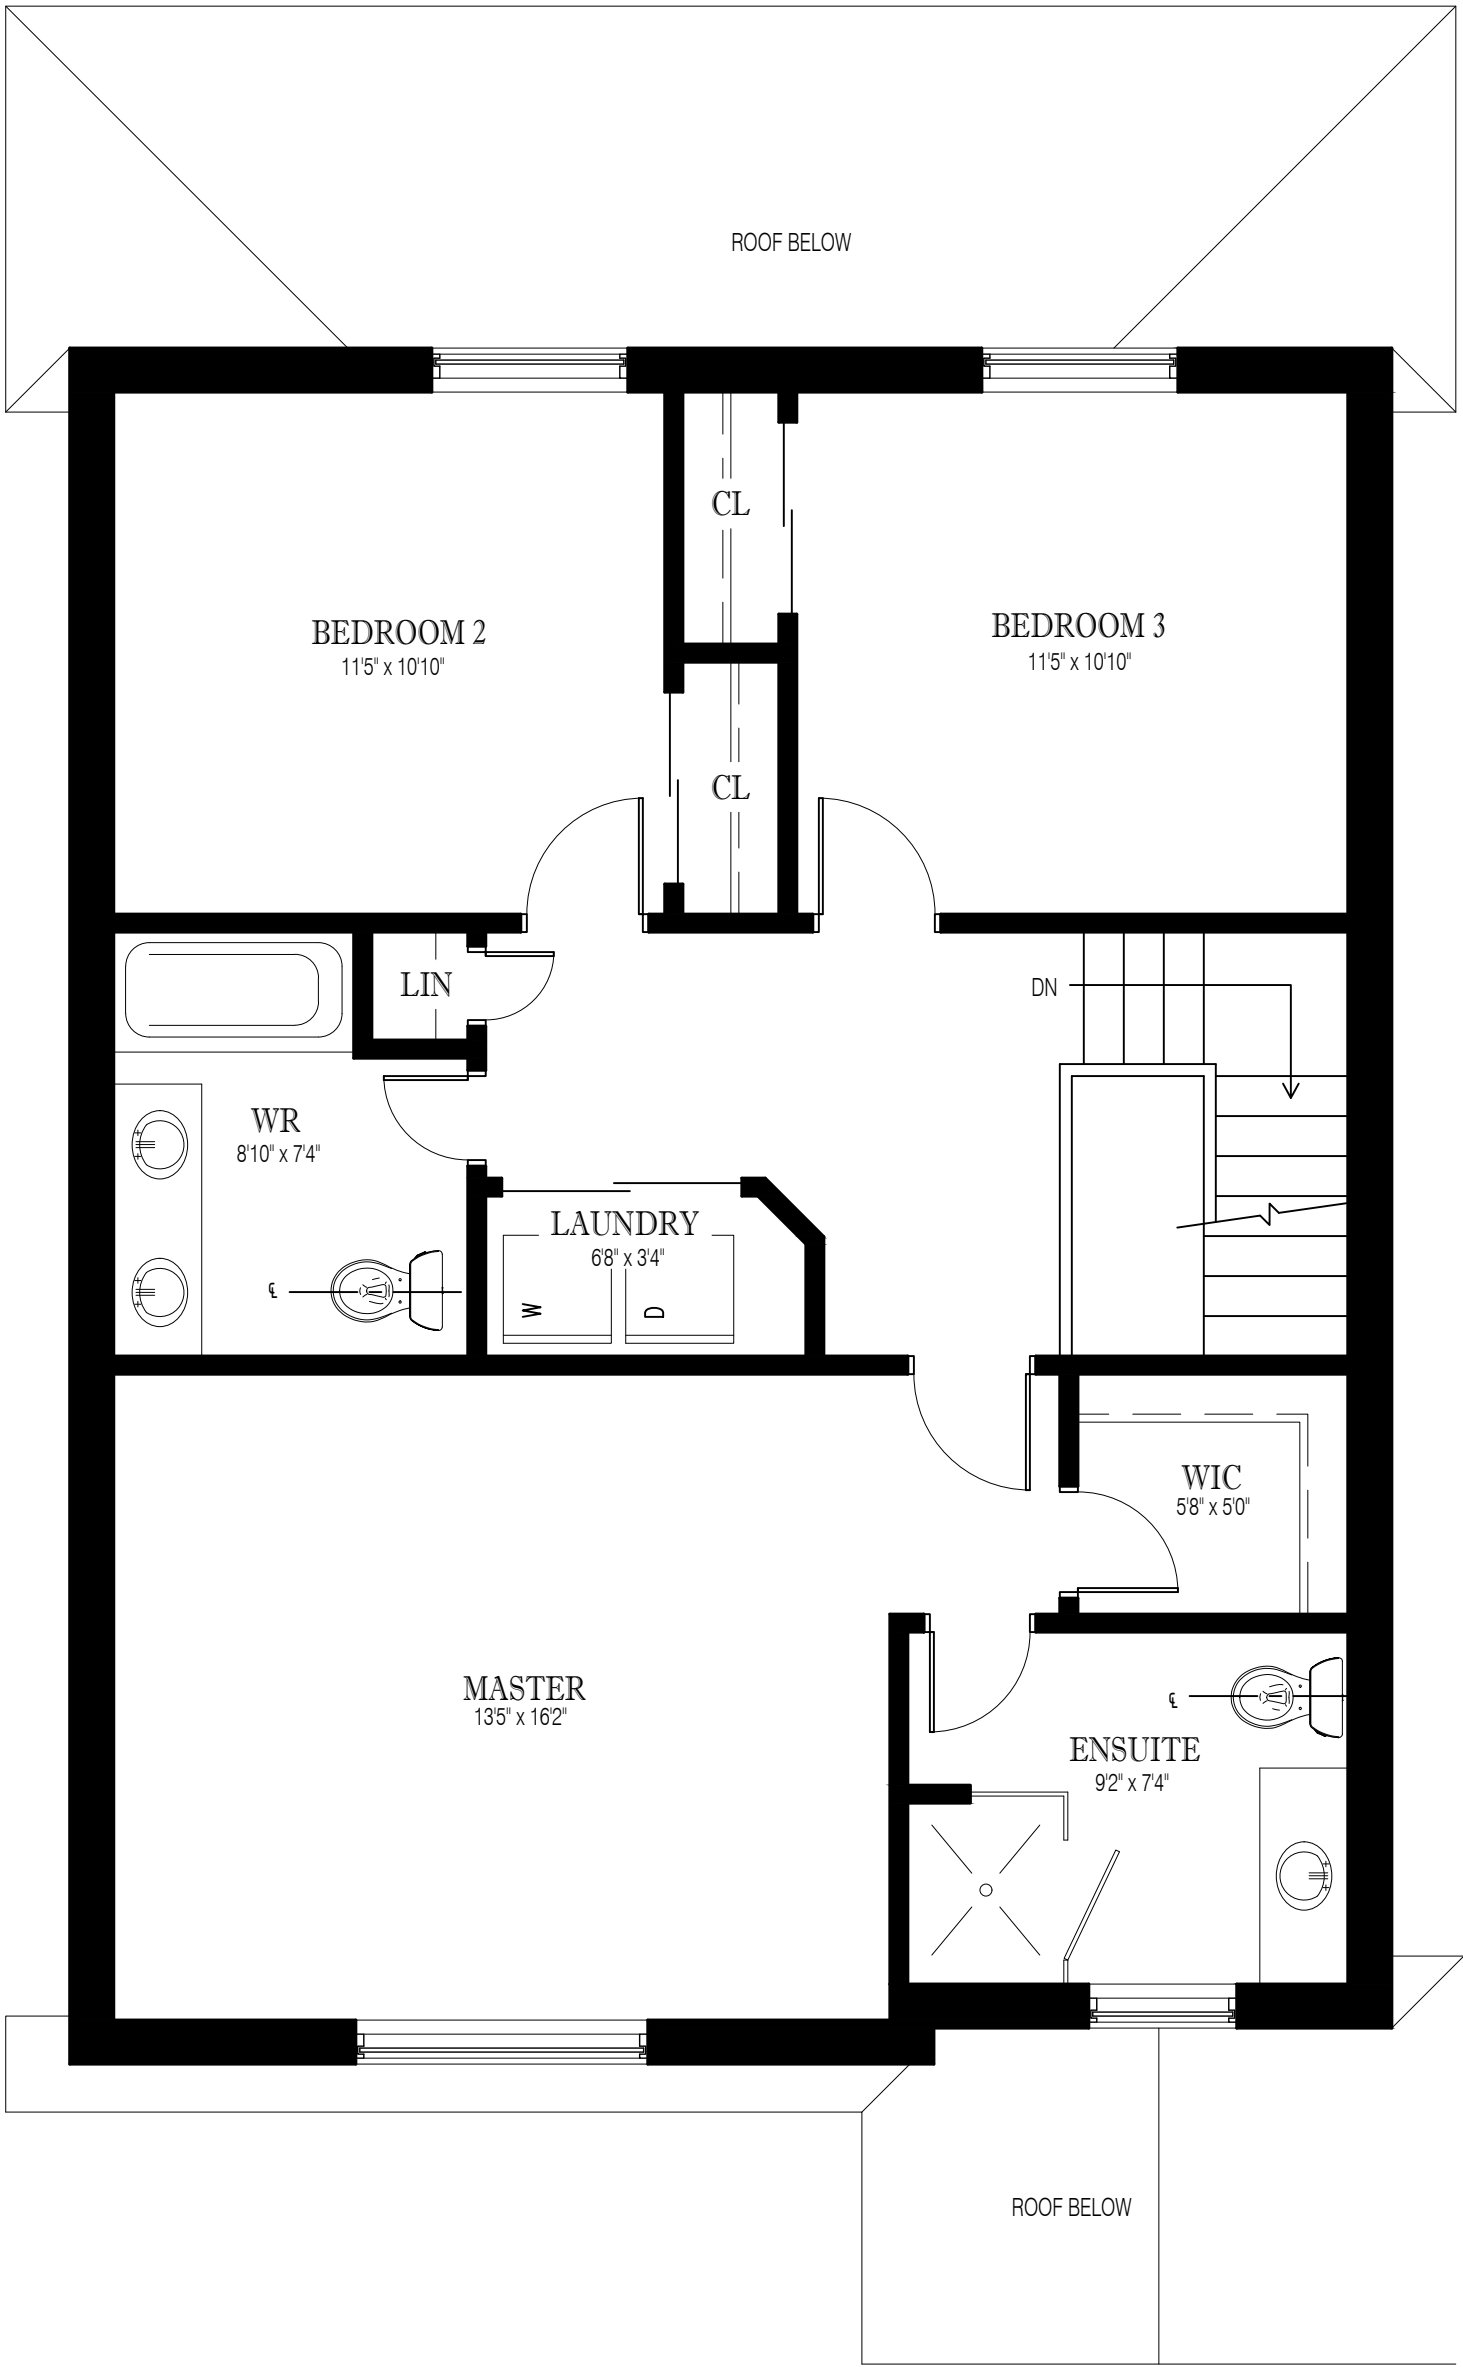 ROOF BELOW
CL
BEDROOM 2
11'5" x 10'10"
BEDROOM 3
11'5" x 10'10"
CL
LIN
DN
WR
8'10" x 7'4"
LAUNDRY
6'8" x 3'4"
℄
W
D
WIC
5'8" x 5'0"
MASTER
13'5" x 16'2"
℄
ENSUITE
9'2" x 7'4"
ROOF BELOW